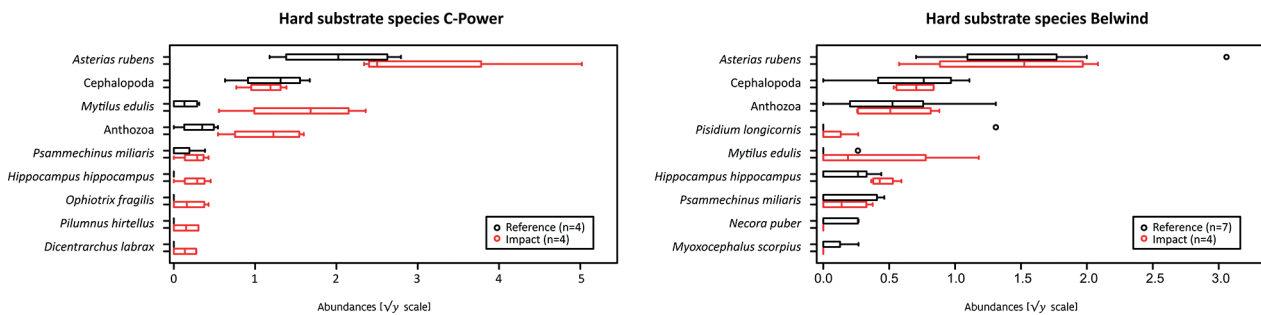 Hard substrate species C-Power
Asterias rubens
Cephalopoda
Mytilus edulis
Anthozoa
Psammechinus miliaris
Hippocampus hippocampus
Ophiotrix fragilis
Pilumnus hirtellus
Dicentrarchus labrax
Reference (n=4)
Impact (n=4)
0 1 2 3 4 5
Abundances [√y scale]
Hard substrate species Belwind
Asterias rubens
Cephalopoda
Anthozoa
Pisidium longicornis
Mytilus edulis
Hippocampus hippocampus
Psammechinus miliaris
Necora puber
Myoxocephalus scorpius
Reference (n=7)
Impact (n=4)
0.0 0.5 1.0 1.5 2.0 2.5 3.0
Abundances [√y scale]